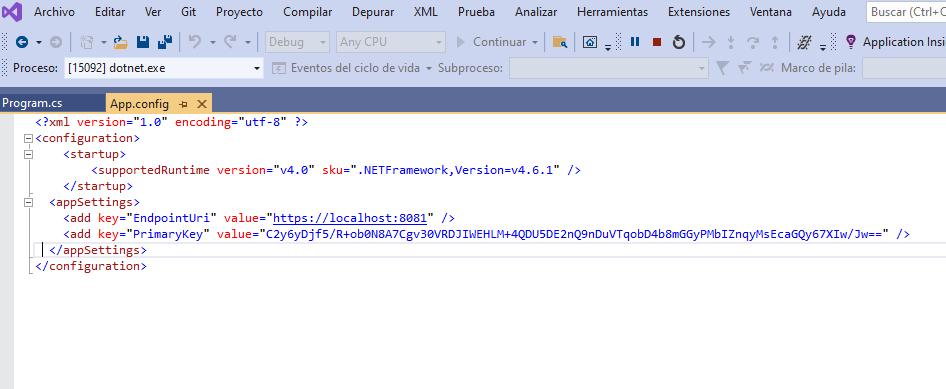 Archivo Editar Ver Git Proyecto Compilar Depurar XML Prueba Analizar Herramientas Extensiones Ventana Ayuda Buscar (Ctrl+
Debug Any CPU Continuar Application Insi
Proceso: [15092] dotnet.exe Eventos del ciclo de vida Subproceso: Marco de pila:
Program.cs App.config
<?xml version="1.0" encoding="utf-8" ?>
<configuration>
<startup>
<supportedRuntime version="v4.0" sku=".NETFramework,Version=v4.6.1" />
</startup>
<appSettings>
<add key="EndpointUri" value="https://localhost:8081" />
<add key="PrimaryKey" value="C2y6yDjf5/R+ob0N8A7Cgv30VRDJIWEHLM+4QDU5DE2nQ9nDuVTqobD4b8mGGyPMbIZnqyMsEcaGQy67XIw/Jw==" />
</appSettings>
</configuration>